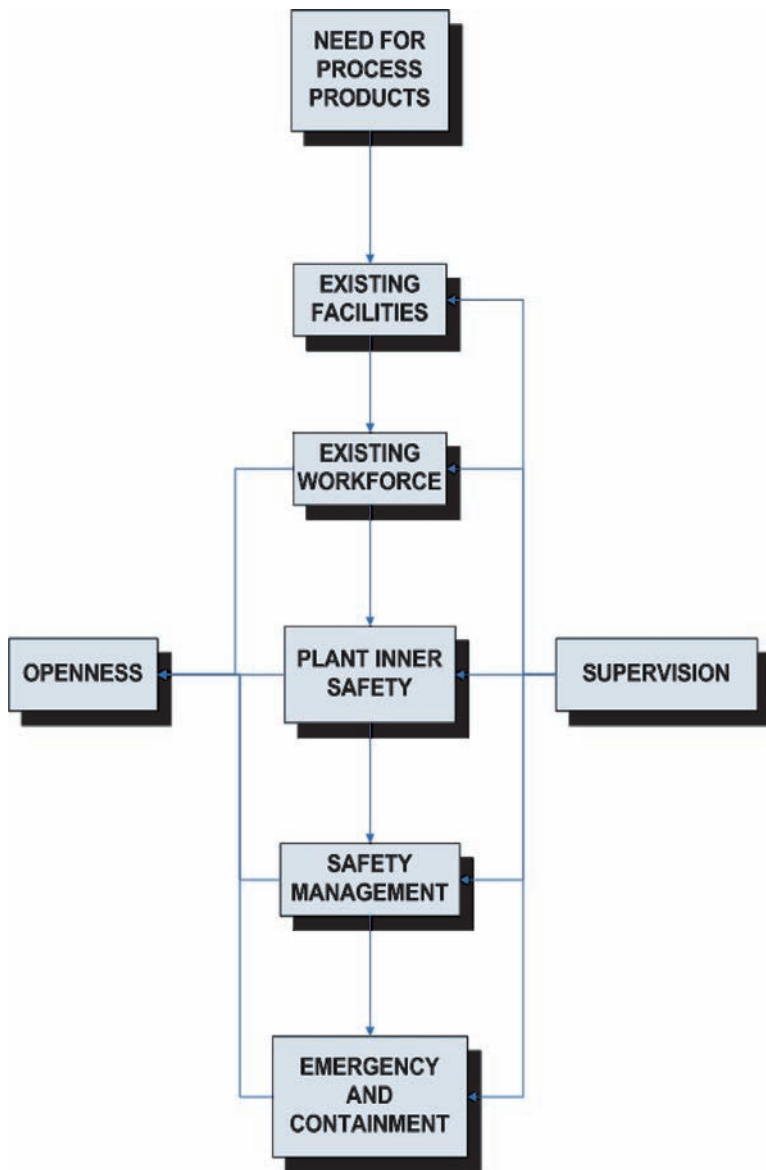 NEED FOR
PROCESS
PRODUCTS
EXISTING
FACILITIES
EXISTING
WORKFORCE
OPENNESS
PLANT INNER
SAFETY
SUPERVISION
SAFETY
MANAGEMENT
EMERGENCY
AND
CONTAINMENT